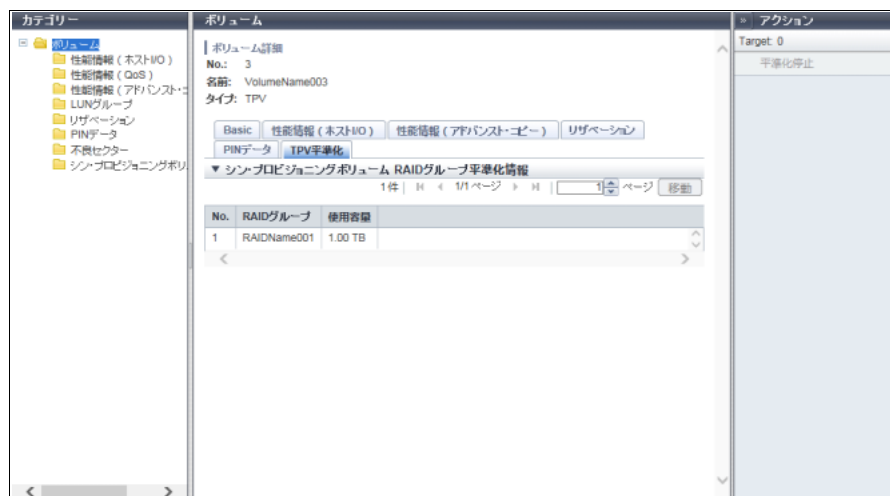 カテゴリー
ボリューム
性能情報 ( ホストI/O )
性能情報 ( QoS )
性能情報 ( アドバンスト・コ
LUNグループ
リザベーション
PINデータ
不良セクター
シン・プロビジョニングボリ
ボリューム
ボリューム詳細
No.: 3
名前: VolumeName003
タイプ: TPV
Basic 性能情報 ( ホストI/O ) 性能情報 ( アドバンスト・コピー ) リザベーション
PINデータ TPV平準化
▼ シン・プロビジョニングボリューム RAIDグループ平準化情報
1件 | 1/1ページ | 1 ページ 移動
No. RAIDグループ 使用容量
1 RAIDName001 1.00 TB
» アクション
Target: 0
平準化停止